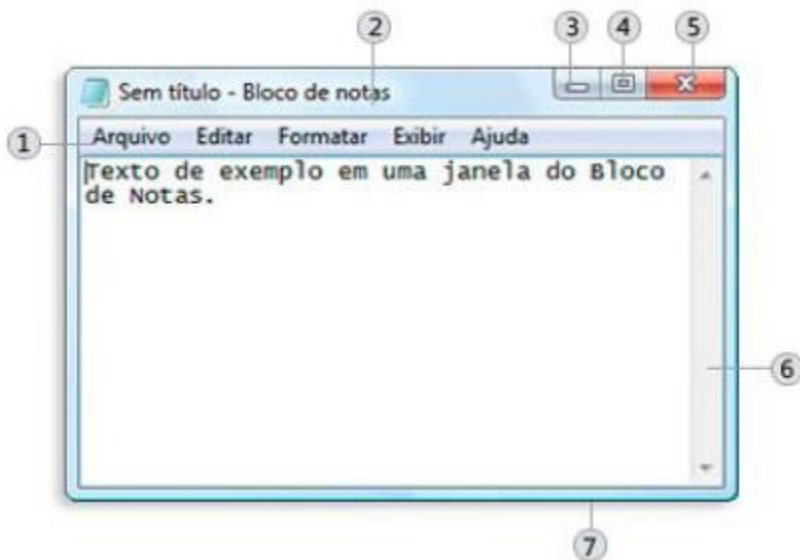 2 3 4 5
Sem título - Bloco de notas
1 Arquivo Editar Formatar Exibir Ajuda
Texto de exemplo em uma janela do Bloco
de Notas.
6
7